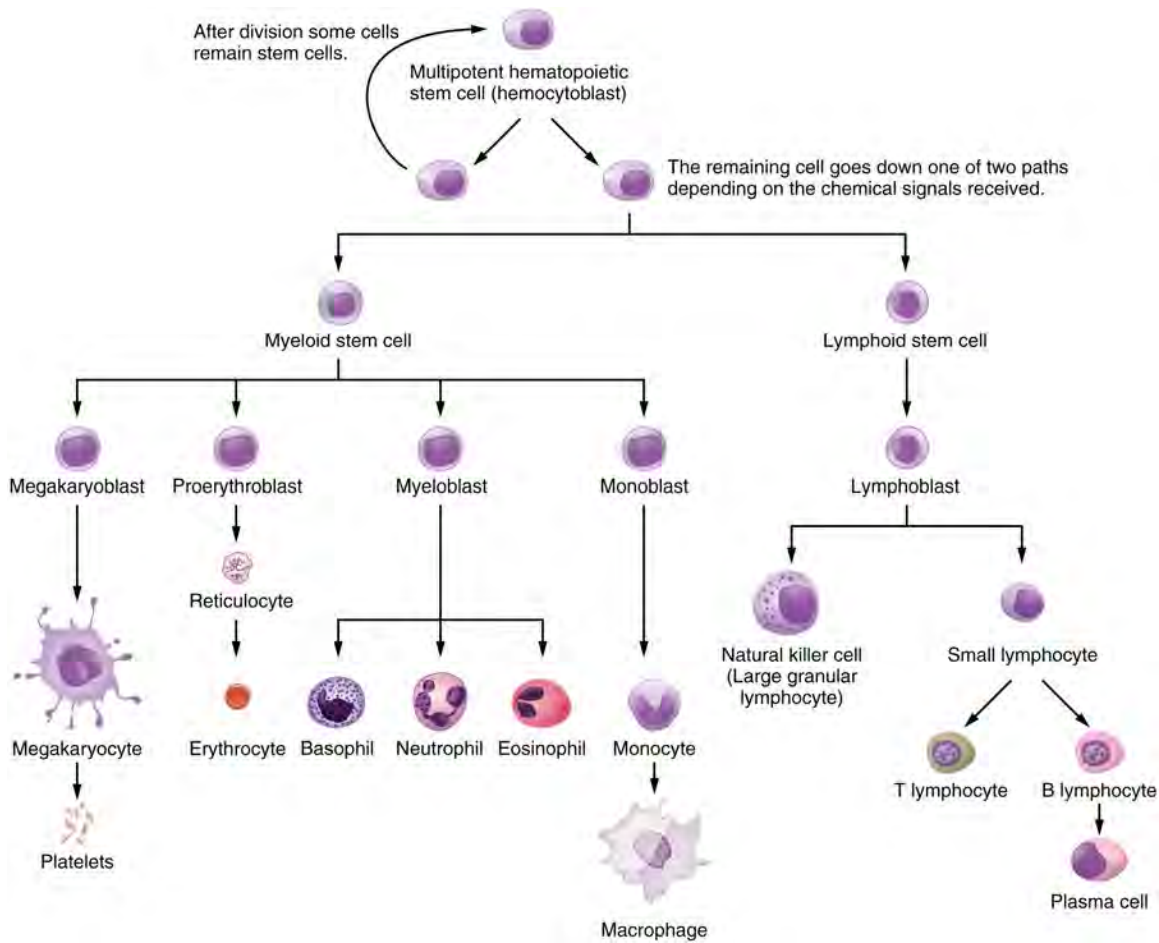 After division some cells
remain stem cells.
Multipotent hematopoietic
stem cell (hemocytoblast)
The remaining cell goes down one of two paths
depending on the chemical signals received.
Myeloid stem cell
Lymphoid stem cell
Megakaryoblast
Proerythroblast
Myeloblast
Monoblast
Lymphoblast
Reticulocyte
Natural killer cell
(Large granular
lymphocyte)
Small lymphocyte
Megakaryocyte
Erythrocyte
Basophil
Neutrophil
Eosinophil
Monocyte
T lymphocyte
B lymphocyte
Platelets
Plasma cell
Macrophage